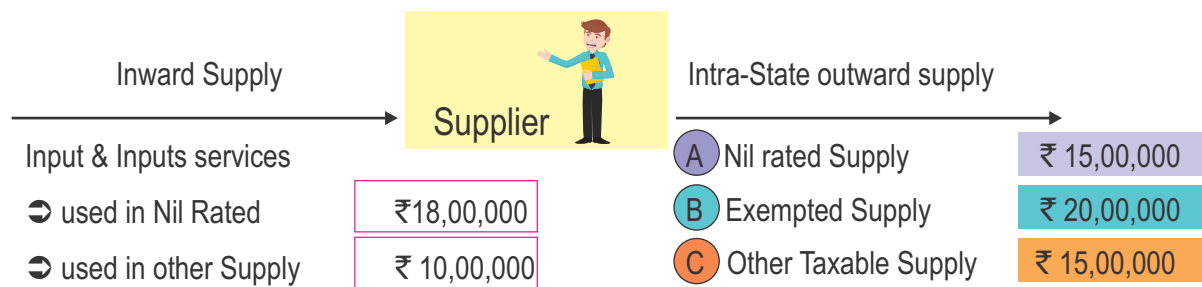 Inward Supply
Supplier
Intra-State outward supply
Input & Inputs services
➲ used in Nil Rated ₹18,00,000
➲ used in other Supply ₹ 10,00,000
A Nil rated Supply ₹ 15,00,000
B Exempted Supply ₹ 20,00,000
C Other Taxable Supply ₹ 15,00,000